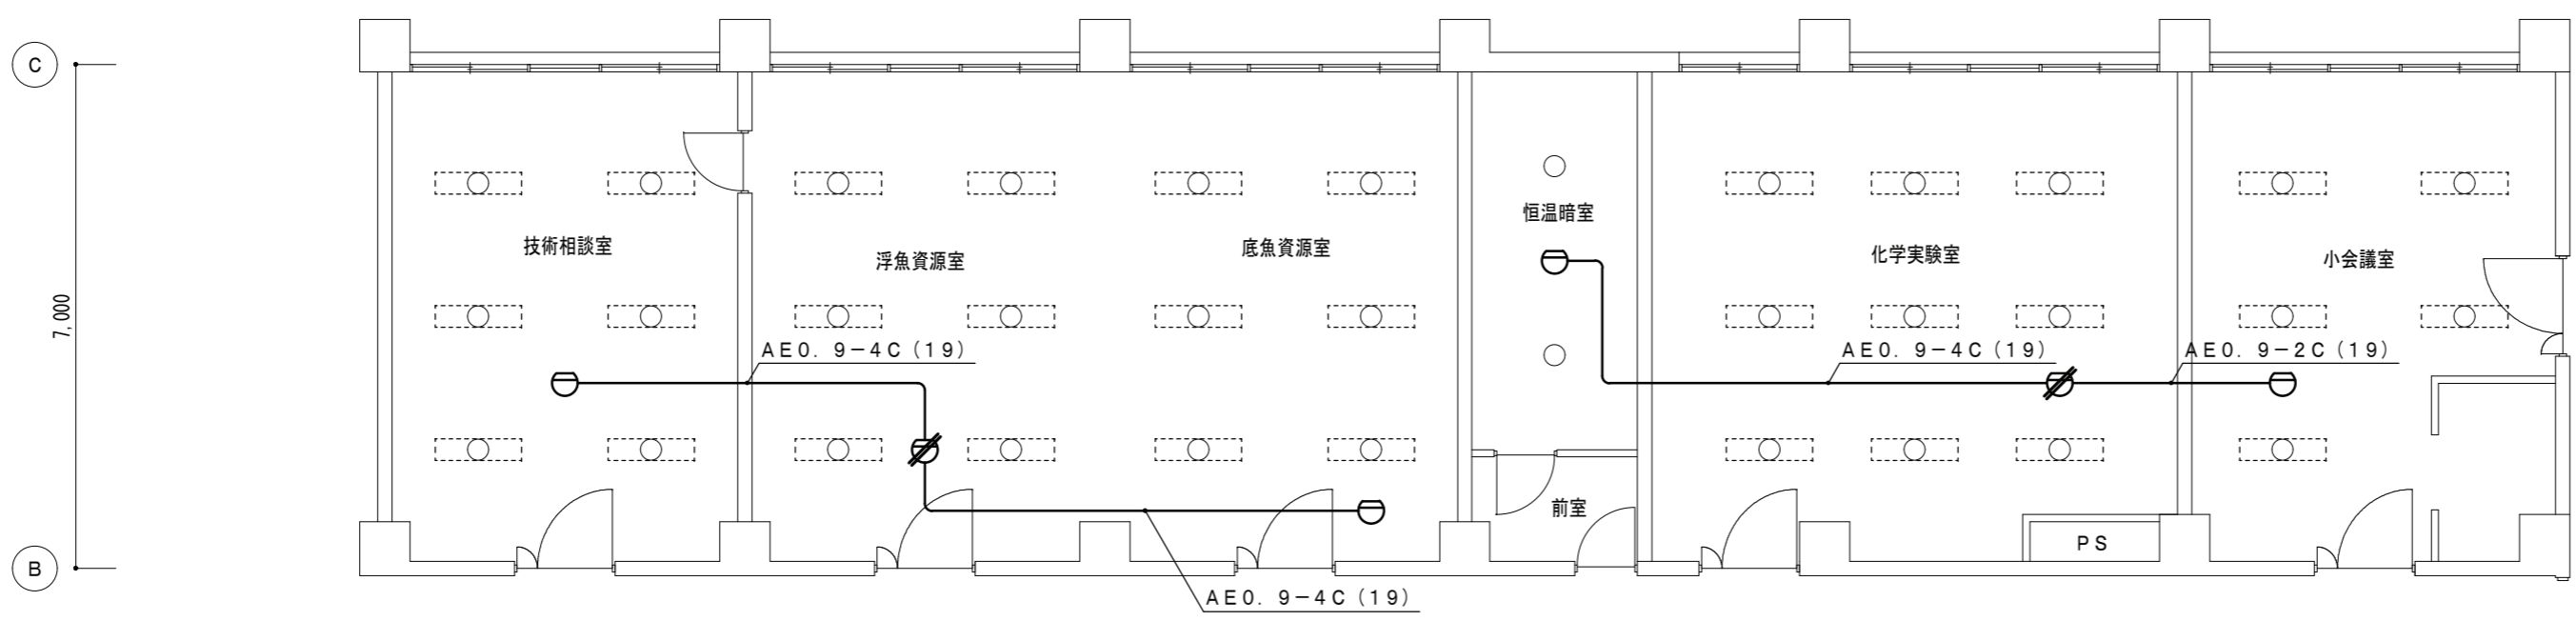 C
7,000
恒温暗室
技術相談室
浮魚資源室
底魚資源室
化学実験室
小会議室
AE0.9−4C(19)
AE0.9−4C(19)
AE0.9−2C(19)
前室
PS
B
AE0.9−4C(19)